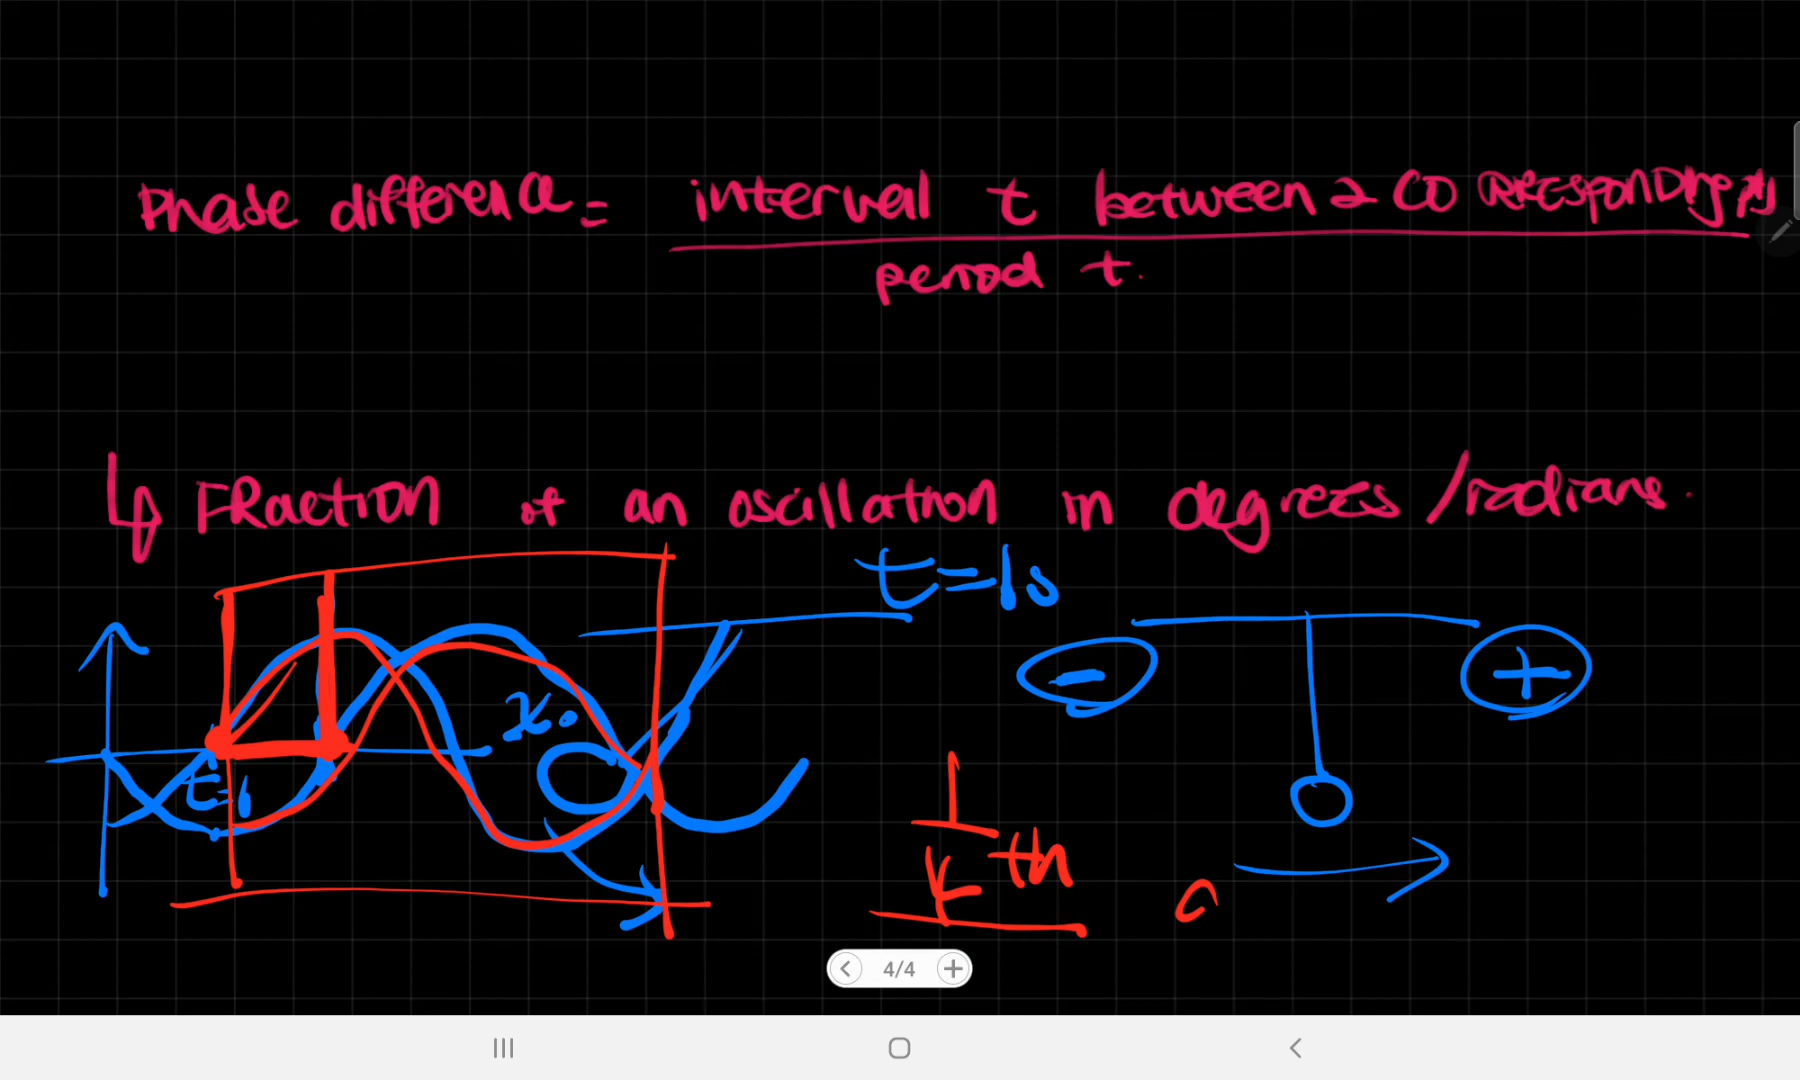 Phase difference = interval t between 2 corresponding pts
period t.
↳ Fraction of an oscillation in degrees/radians.
t=1s
x.
t=1
-
+
1
k th
4/4